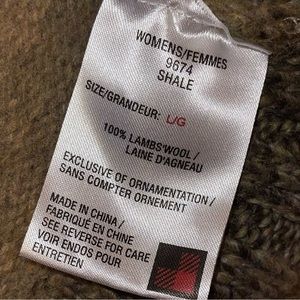 WOMENS/FEMMES
9674
SHALE
SIZE/GRANDEUR: L/G
100% LAMBS'WOOL/
LAINE D'AGNEAU
EXCLUSIVE OF ORNAMENTATION/
SANS COMPTER ORNEMENT
MADE IN CHINA/
FABRIQUÉ EN CHINE
SEE REVERSE FOR CARE
VOIR ENDOS POUR
ENTRETIEN